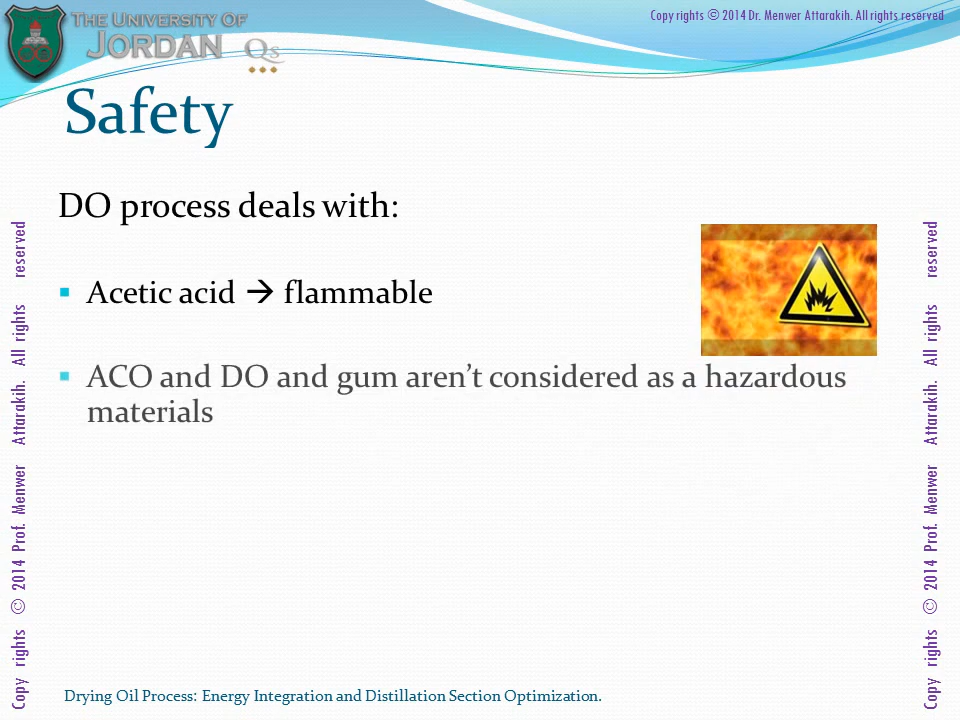 THE UNIVERSITY OF
JORDAN Qs
Copy rights © 2014 Dr. Menwer Attarakih. All rights reserved
Safety
DO process deals with:
▪ Acetic acid → flammable
▪ ACO and DO and gum aren't considered as a hazardous
materials
Copy rights © 2014 Prof. Menwer Attarakih. All rights reserved
Copy rights © 2014 Prof. Menwer Attarakih. All rights reserved
Drying Oil Process: Energy Integration and Distillation Section Optimization.